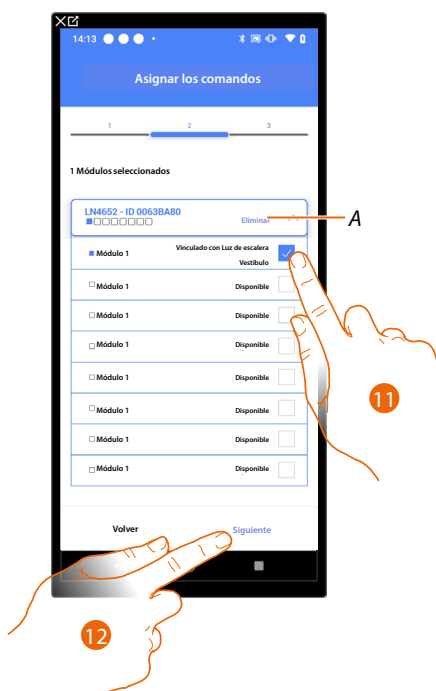 14:13
Asignar los comandos
1 2 3
1 Módulos seleccionados
LN4652 - ID 0063BA80
Eliminar
A
Módulo 1 Vinculado con Luz de escalera
Vestíbulo
Módulo 1 Disponible
Módulo 1 Disponible
Módulo 1 Disponible
Módulo 1 Disponible
Módulo 1 Disponible
Módulo 1 Disponible
Módulo 1 Disponible
11
Volver Siguiente
12